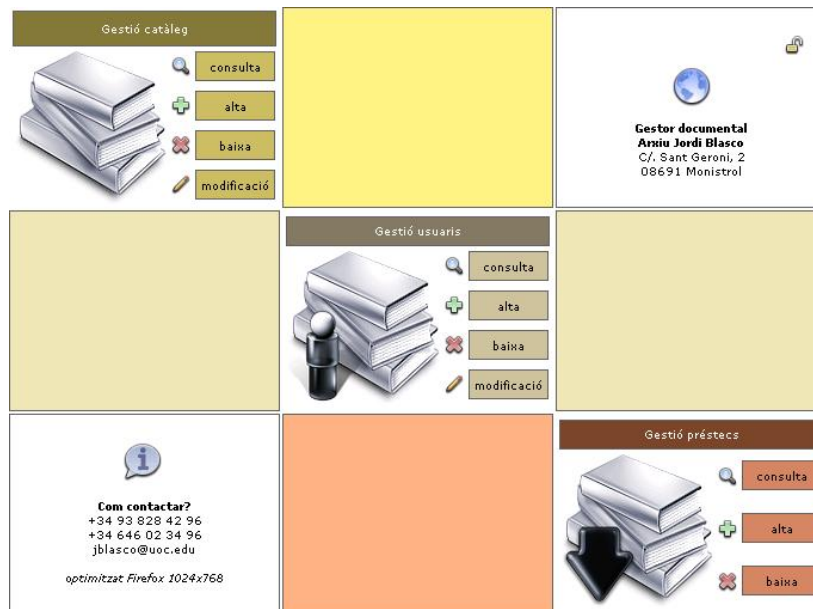 Gestió catàleg
consulta
alta
baixa
modificació
Gestor documental
Arxiu Jordi Blasco
C/. Sant Geroni, 2
08691 Monistrol
Gestió usuaris
consulta
alta
baixa
modificació
Com contactar?
+34 93 828 42 96
+34 646 02 34 96
jblasco@uoc.edu
optimitzat Firefox 1024x768
Gestió préstecs
consulta
alta
baixa